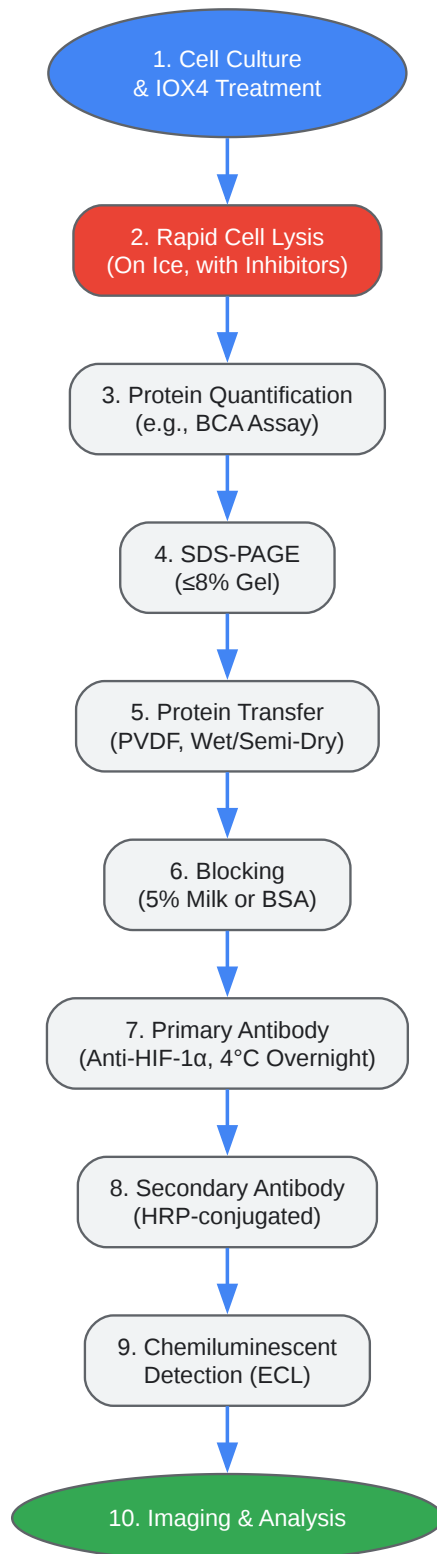 1. Cell Culture
& IOX4 Treatment
2. Rapid Cell Lysis
(On Ice, with Inhibitors)
3. Protein Quantification
(e.g., BCA Assay)
4. SDS-PAGE
(≤8% Gel)
5. Protein Transfer
(PVDF, Wet/Semi-Dry)
6. Blocking
(5% Milk or BSA)
7. Primary Antibody
(Anti-HIF-1α, 4°C Overnight)
8. Secondary Antibody
(HRP-conjugated)
9. Chemiluminescent
Detection (ECL)
10. Imaging & Analysis